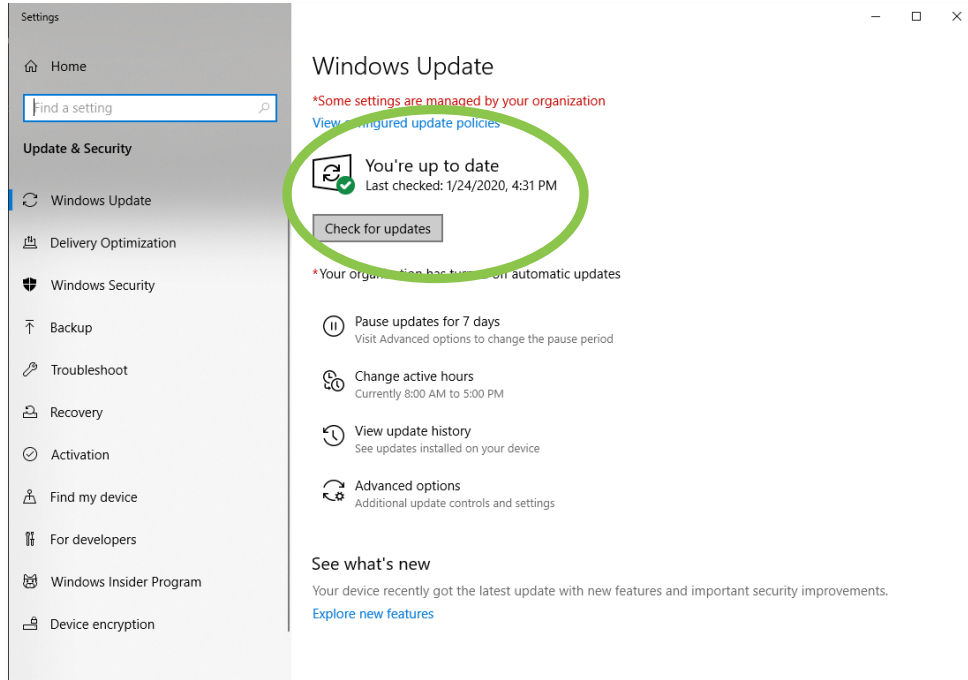 Settings
Home
Find a setting
Update & Security
Windows Update
Delivery Optimization
Windows Security
Backup
Troubleshoot
Recovery
Activation
Find my device
For developers
Windows Insider Program
Device encryption
Windows Update
*Some settings are managed by your organization
View configured update policies
You're up to date
Last checked: 1/24/2020, 4:31 PM
Check for updates
*Your organization has turned off automatic updates
Pause updates for 7 days
Visit Advanced options to change the pause period
Change active hours
Currently 8:00 AM to 5:00 PM
View update history
See updates installed on your device
Advanced options
Additional update controls and settings
See what's new
Your device recently got the latest update with new features and important security improvements.
Explore new features